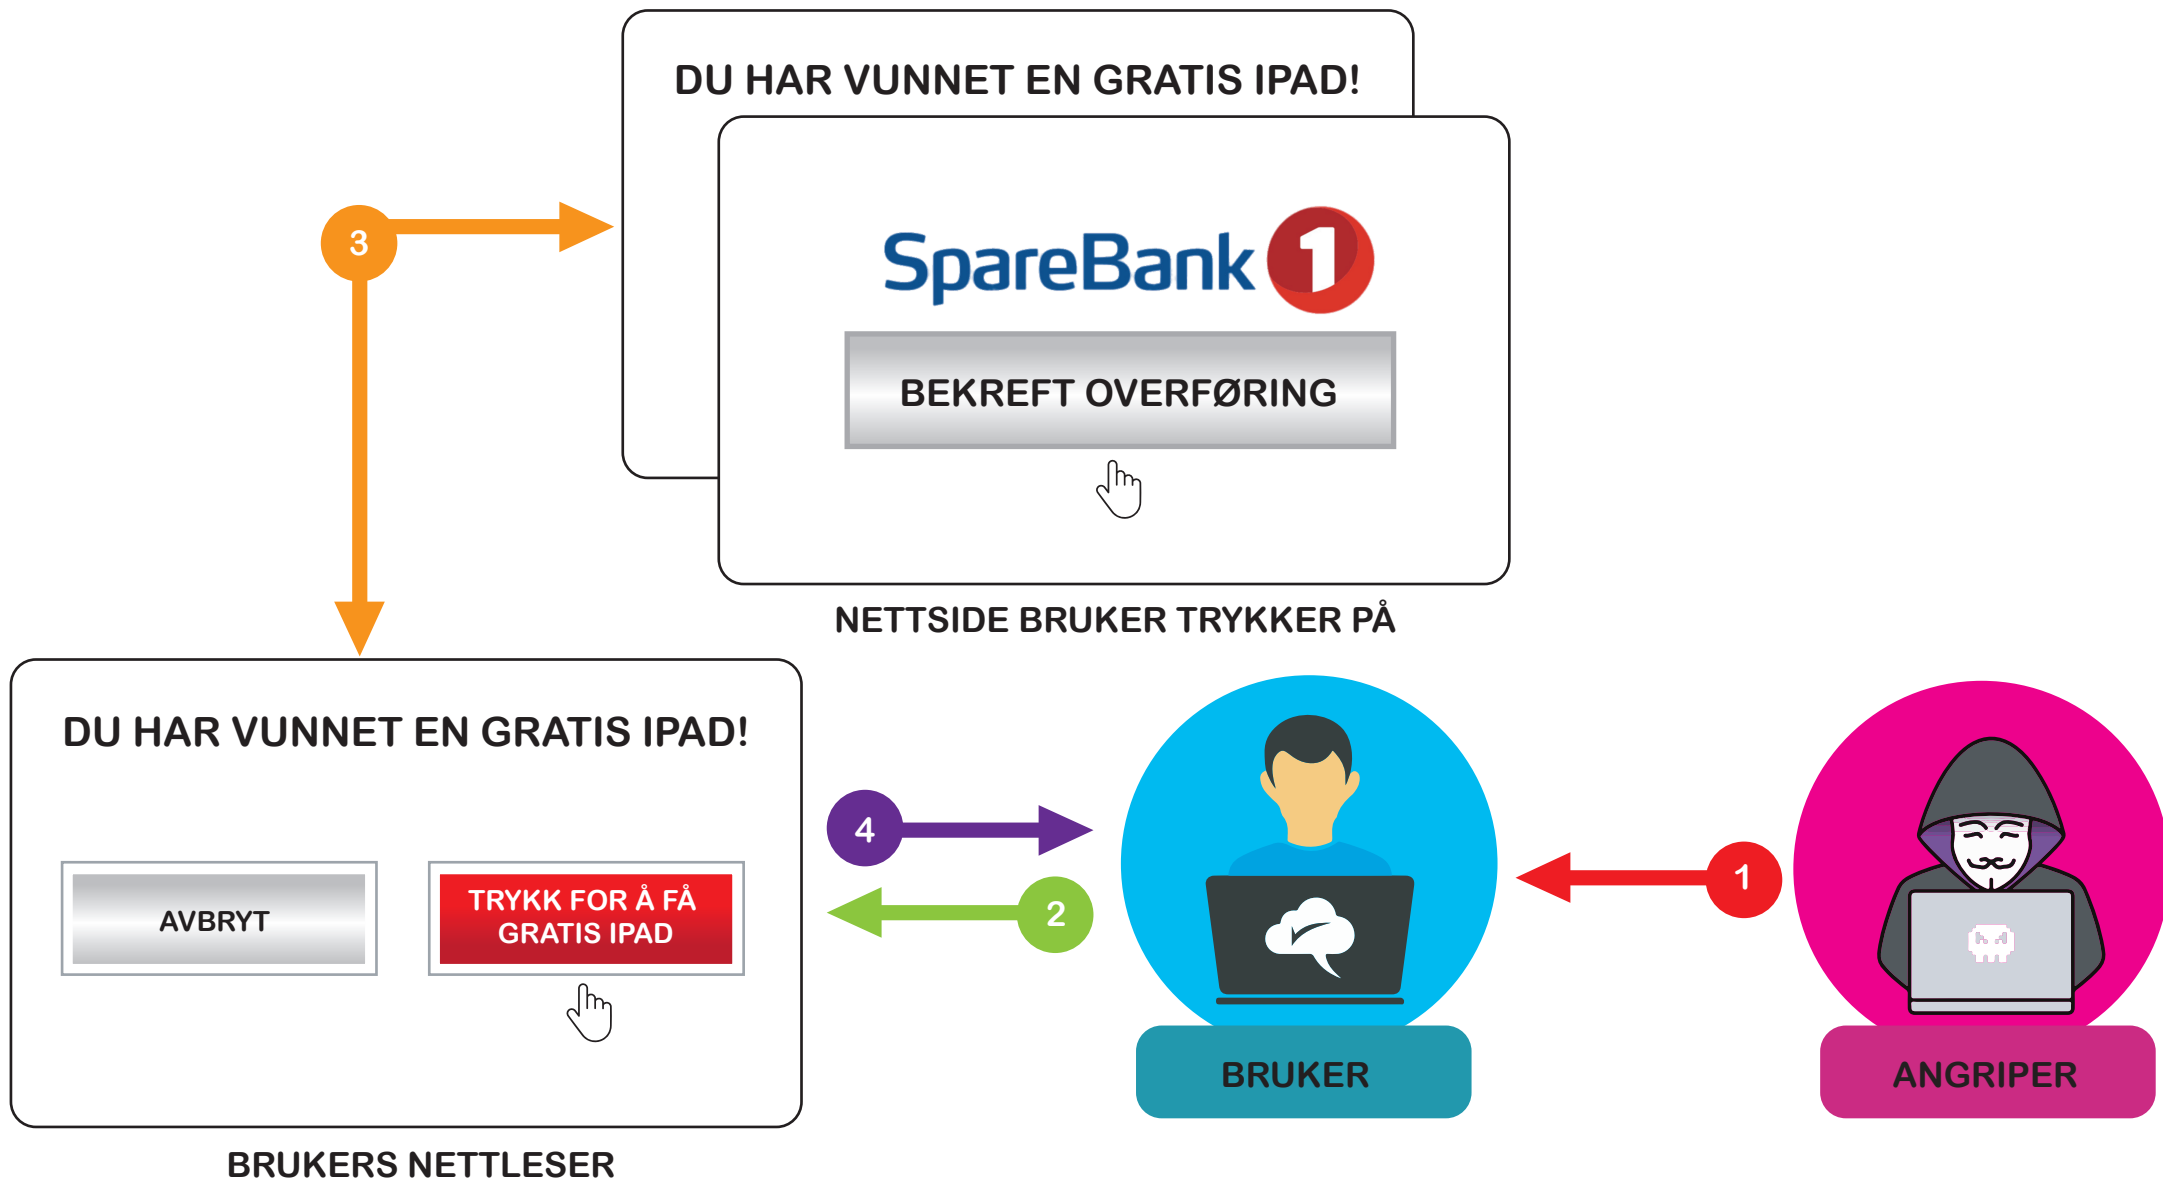 DU HAR VUNNET EN GRATIS IPAD!
SpareBank 1
BEKREFT OVERFØRING
3
NETTSIDE BRUKER TRYKKER PÅ
DU HAR VUNNET EN GRATIS IPAD!
AVBRYT
TRYKK FOR Å FÅ
GRATIS IPAD
BRUKERS NETTLESER
4
2
1
BRUKER
ANGRIPER